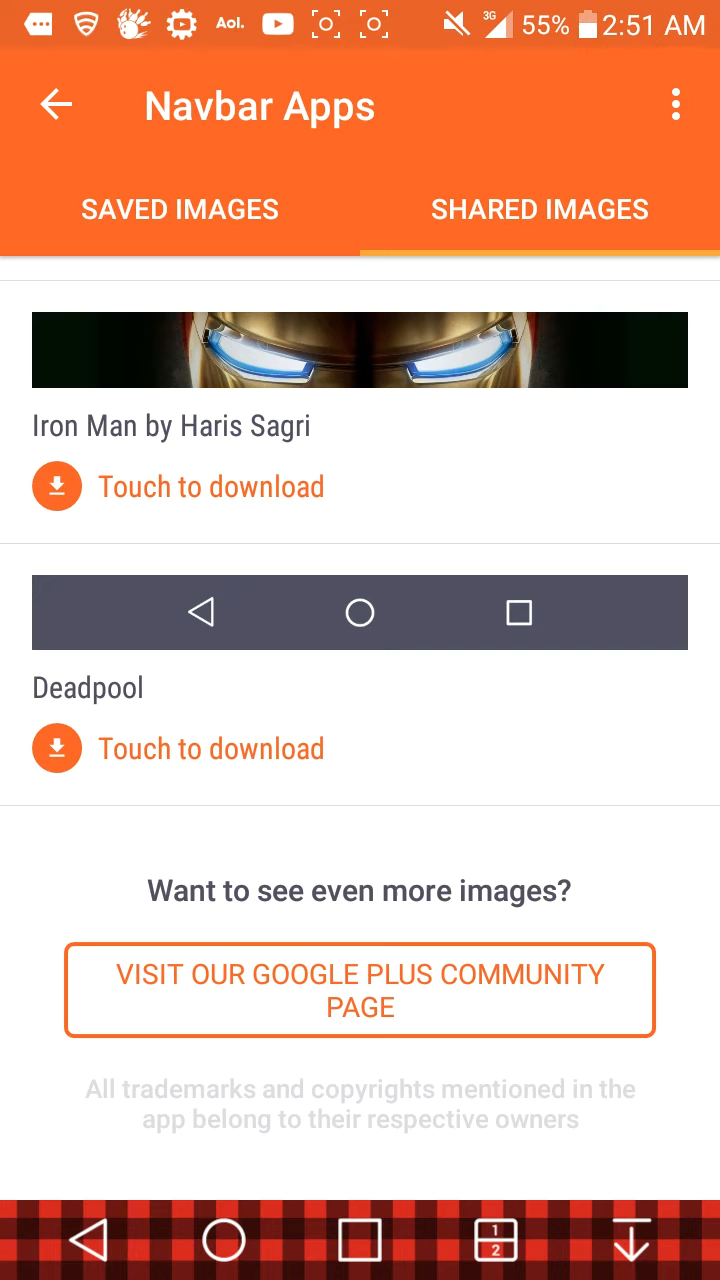 Aol. 3G 55% 2:51 AM
Navbar Apps
SAVED IMAGES SHARED IMAGES
Iron Man by Haris Sagri
Touch to download
Deadpool
Touch to download
Want to see even more images?
VISIT OUR GOOGLE PLUS COMMUNITY
PAGE
All trademarks and copyrights mentioned in the
app belong to their respective owners
1
2